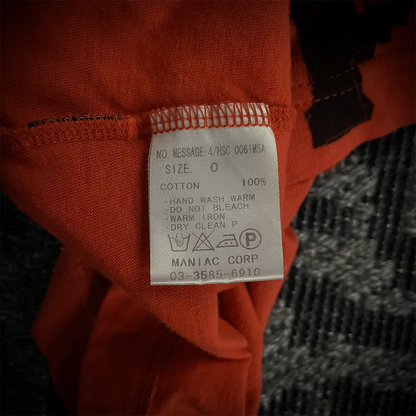 NO. MESSAGE-4/HSC 0061MSA
SIZE. 0
COTTON 100%
・HAND WASH WARM
・DO NOT BLEACH
・WARM IRON
・DRY CLEAN P
P
MANIAC CORP
03-3585-6910